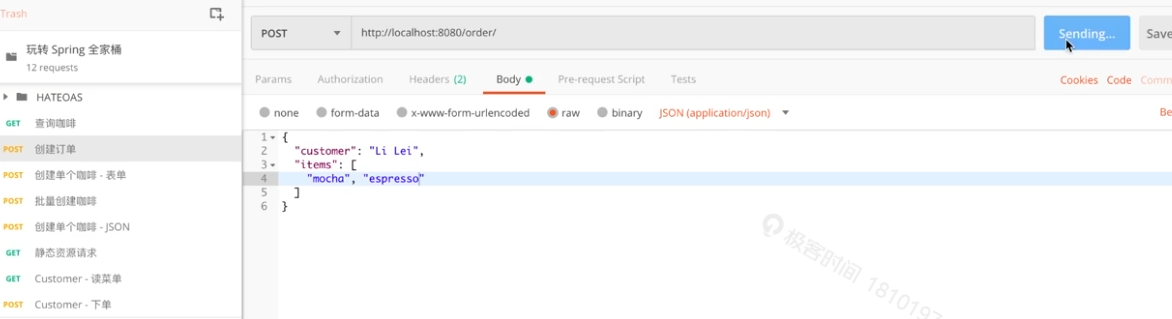 Trash
玩转 Spring 全家桶
12 requests
HATEOAS
GET 查询咖啡
POST 创建订单
POST 创建单个咖啡 - 表单
POST 批量创建咖啡
POST 创建单个咖啡 - JSON
GET 静态资源请求
GET Customer - 读菜单
POST Customer - 下单
POST http://localhost:8080/order/ Sending... Save
Params Authorization Headers (2) Body Pre-request Script Tests Cookies Code Comm
none form-data x-www-form-urlencoded raw binary JSON (application/json) Be
1 {
2 "customer": "Li Lei",
3 "items": [
4 "mocha", "espresso"
5 ]
6 }
极客时间 1810197